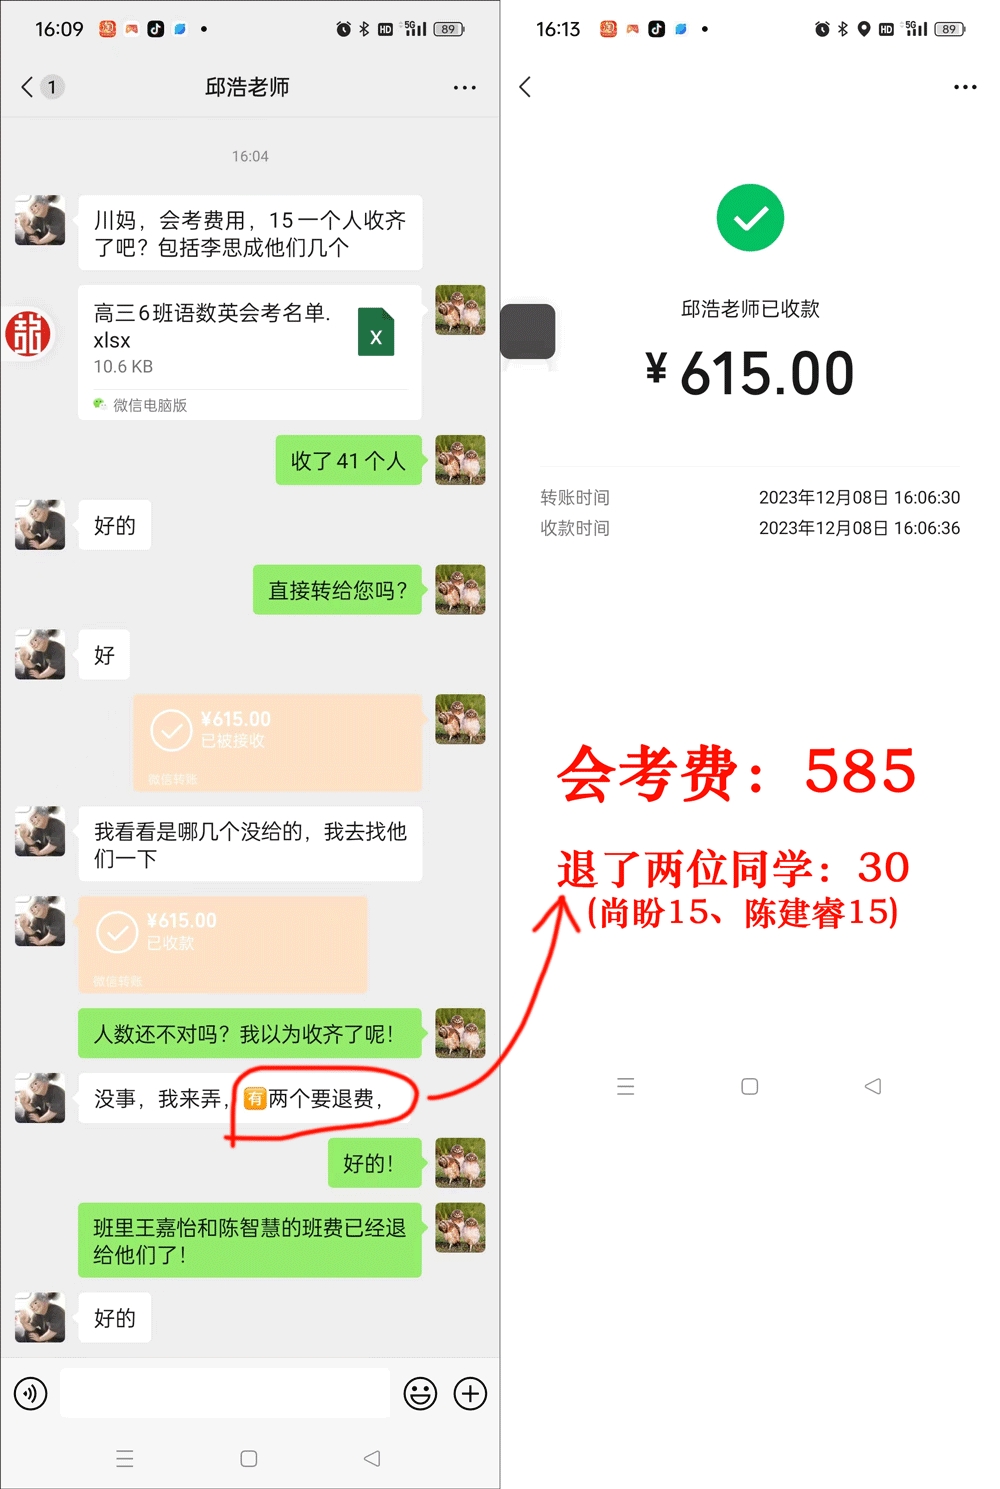 16:09
HD
5G
89
1
邱浩老师
16:04
川妈，会考费用，15一个人收齐
了吧？包括李思成他们几个
高三6班语数英会考名单.
xlsx
10.6 KB
X
微信电脑版
收了41个人
好的
直接转给您吗？
好
¥615.00
已被接收
微信转账
我看看是哪几个没给的，我去找他
们一下
¥615.00
已收款
微信转账
人数还不对吗？我以为收齐了呢！
没事，我来弄，🈶两个要退费，
好的！
班里王嘉怡和陈智慧的班费已经退
给他们了！
好的
16:13
HD
5G
89
邱浩老师已收款
¥615.00
转账时间 2023年12月08日 16:06:30
收款时间 2023年12月08日 16:06:36
会考费：585
退了两位同学：30
(尚盼15、陈建睿15)